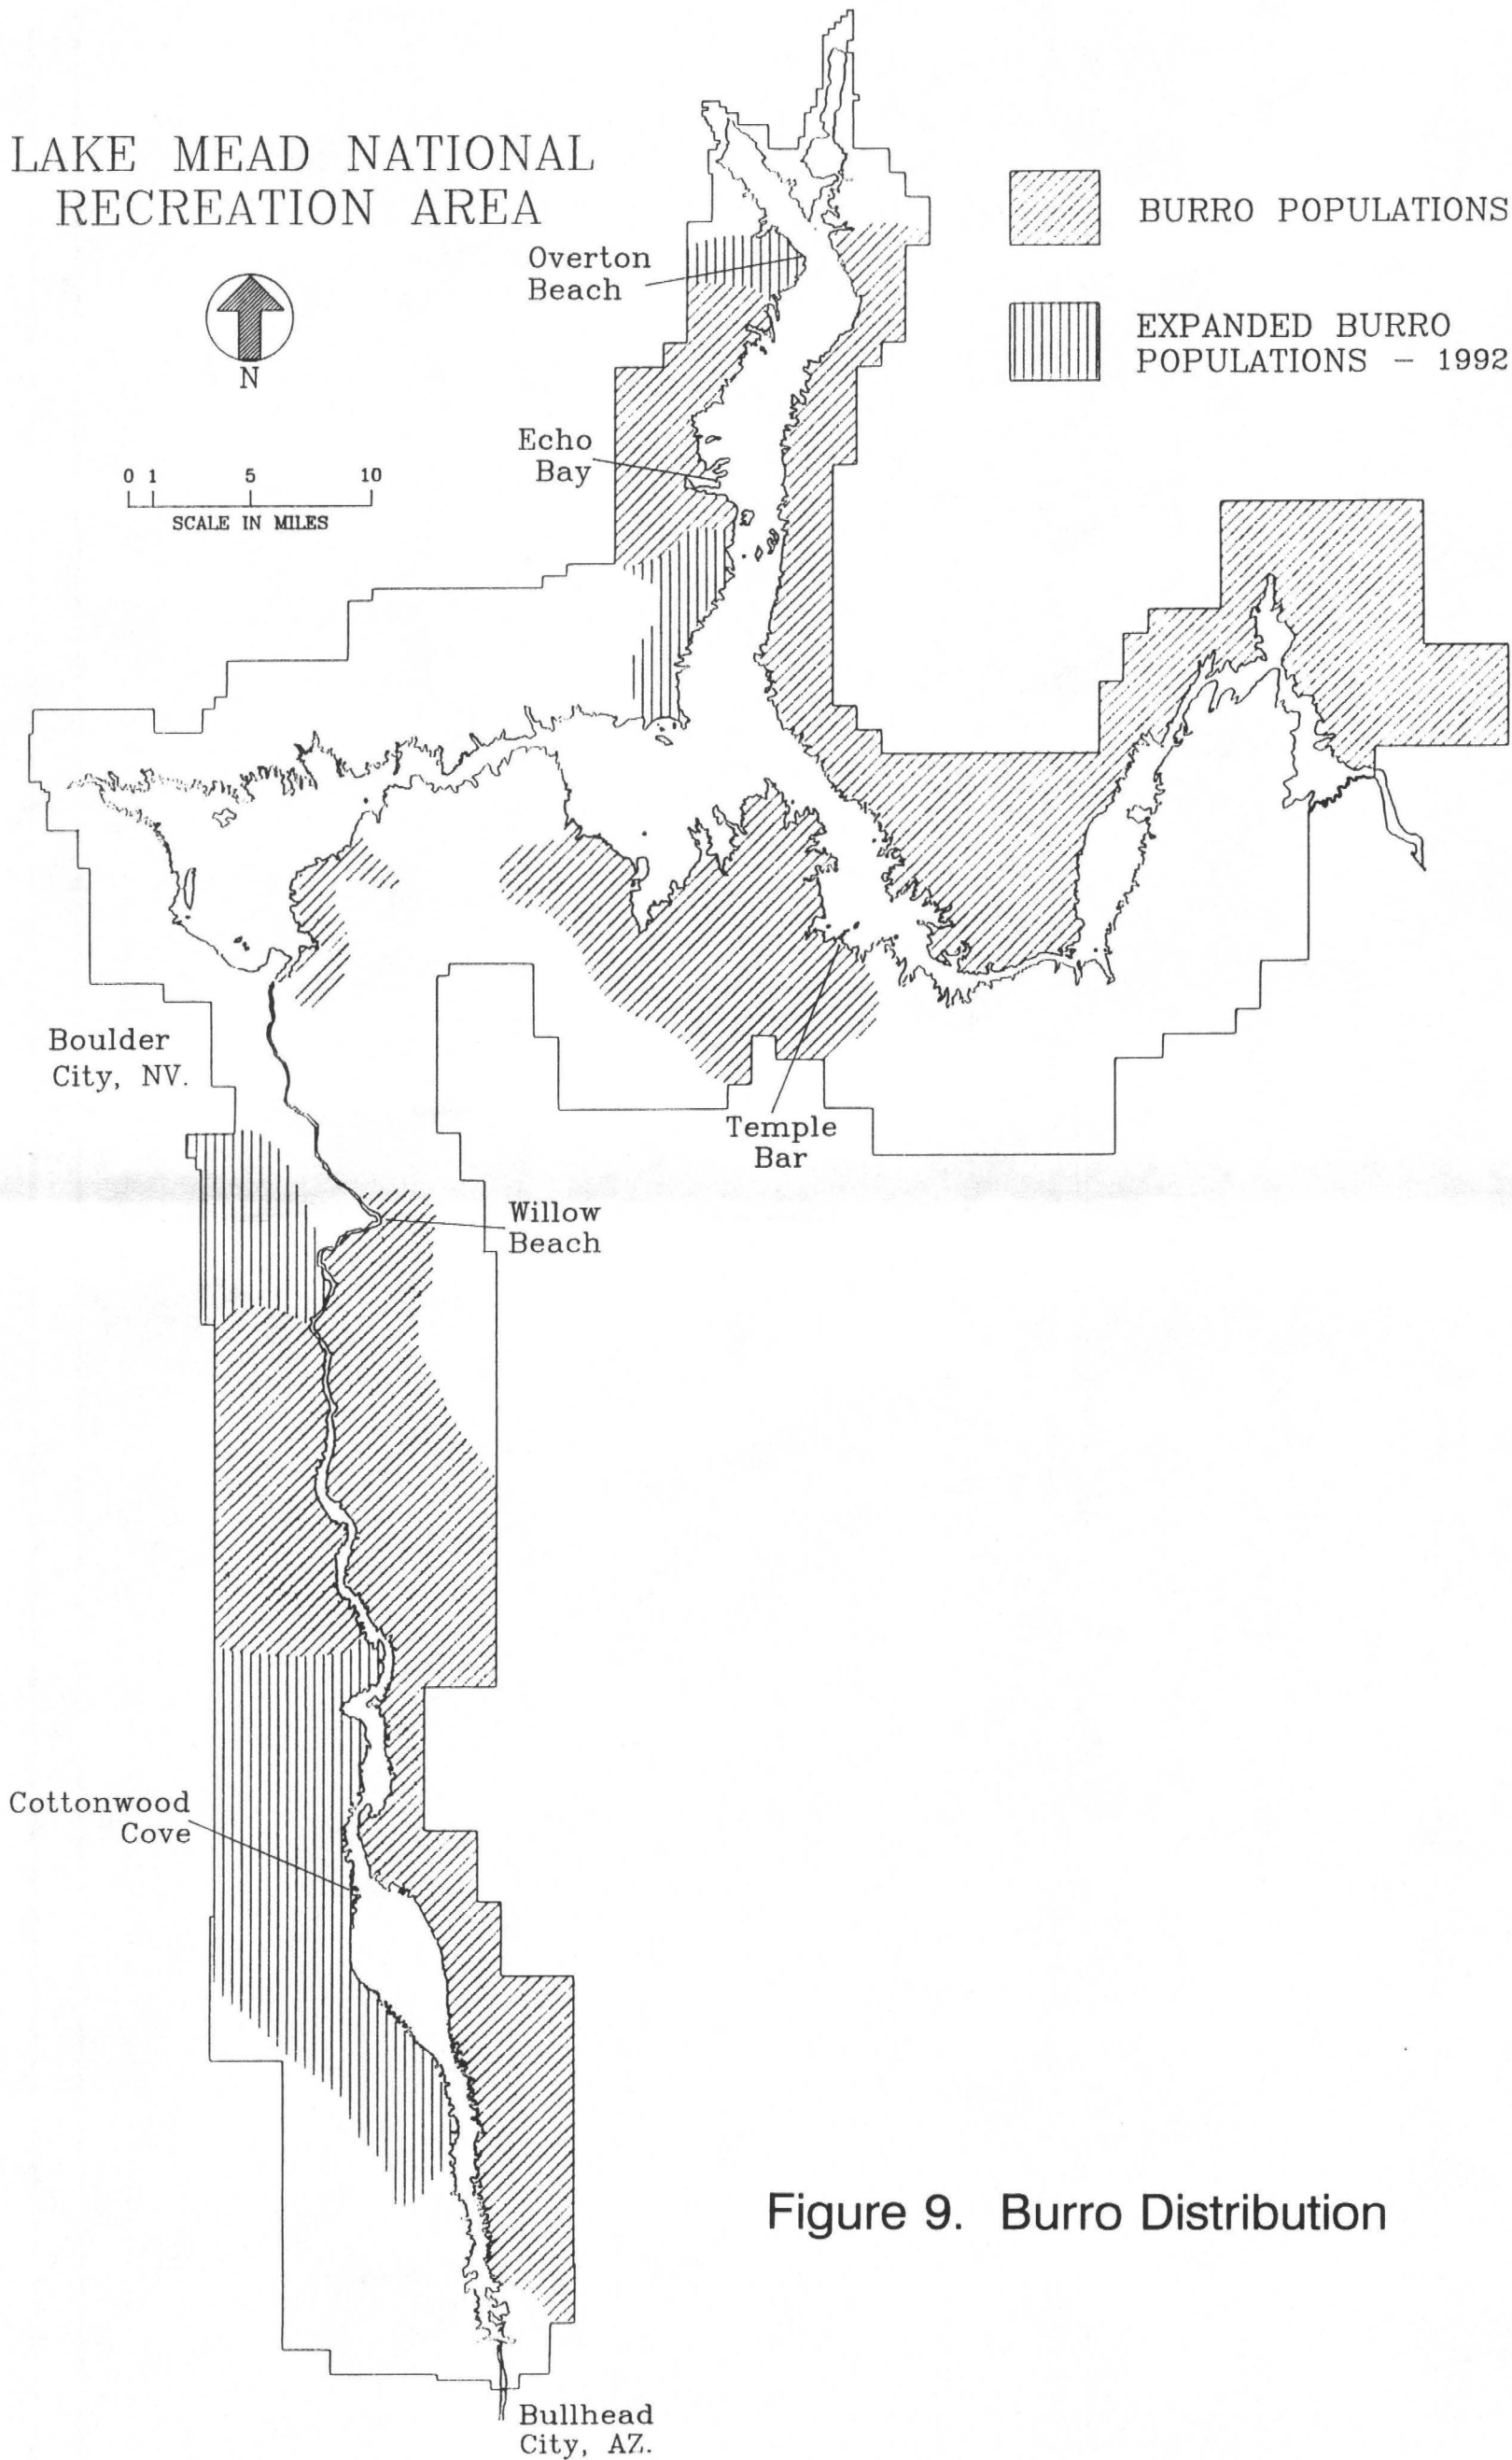 LAKE MEAD NATIONAL
RECREATION AREA
N
0 1 5 10
SCALE IN MILES
BURRO POPULATIONS
EXPANDED BURRO
POPULATIONS - 1992
Overton
Beach
Echo
Bay
Boulder
City, NV.
Temple
Bar
Willow
Beach
Cottonwood
Cove
Bullhead
City, AZ.
Figure 9. Burro Distribution